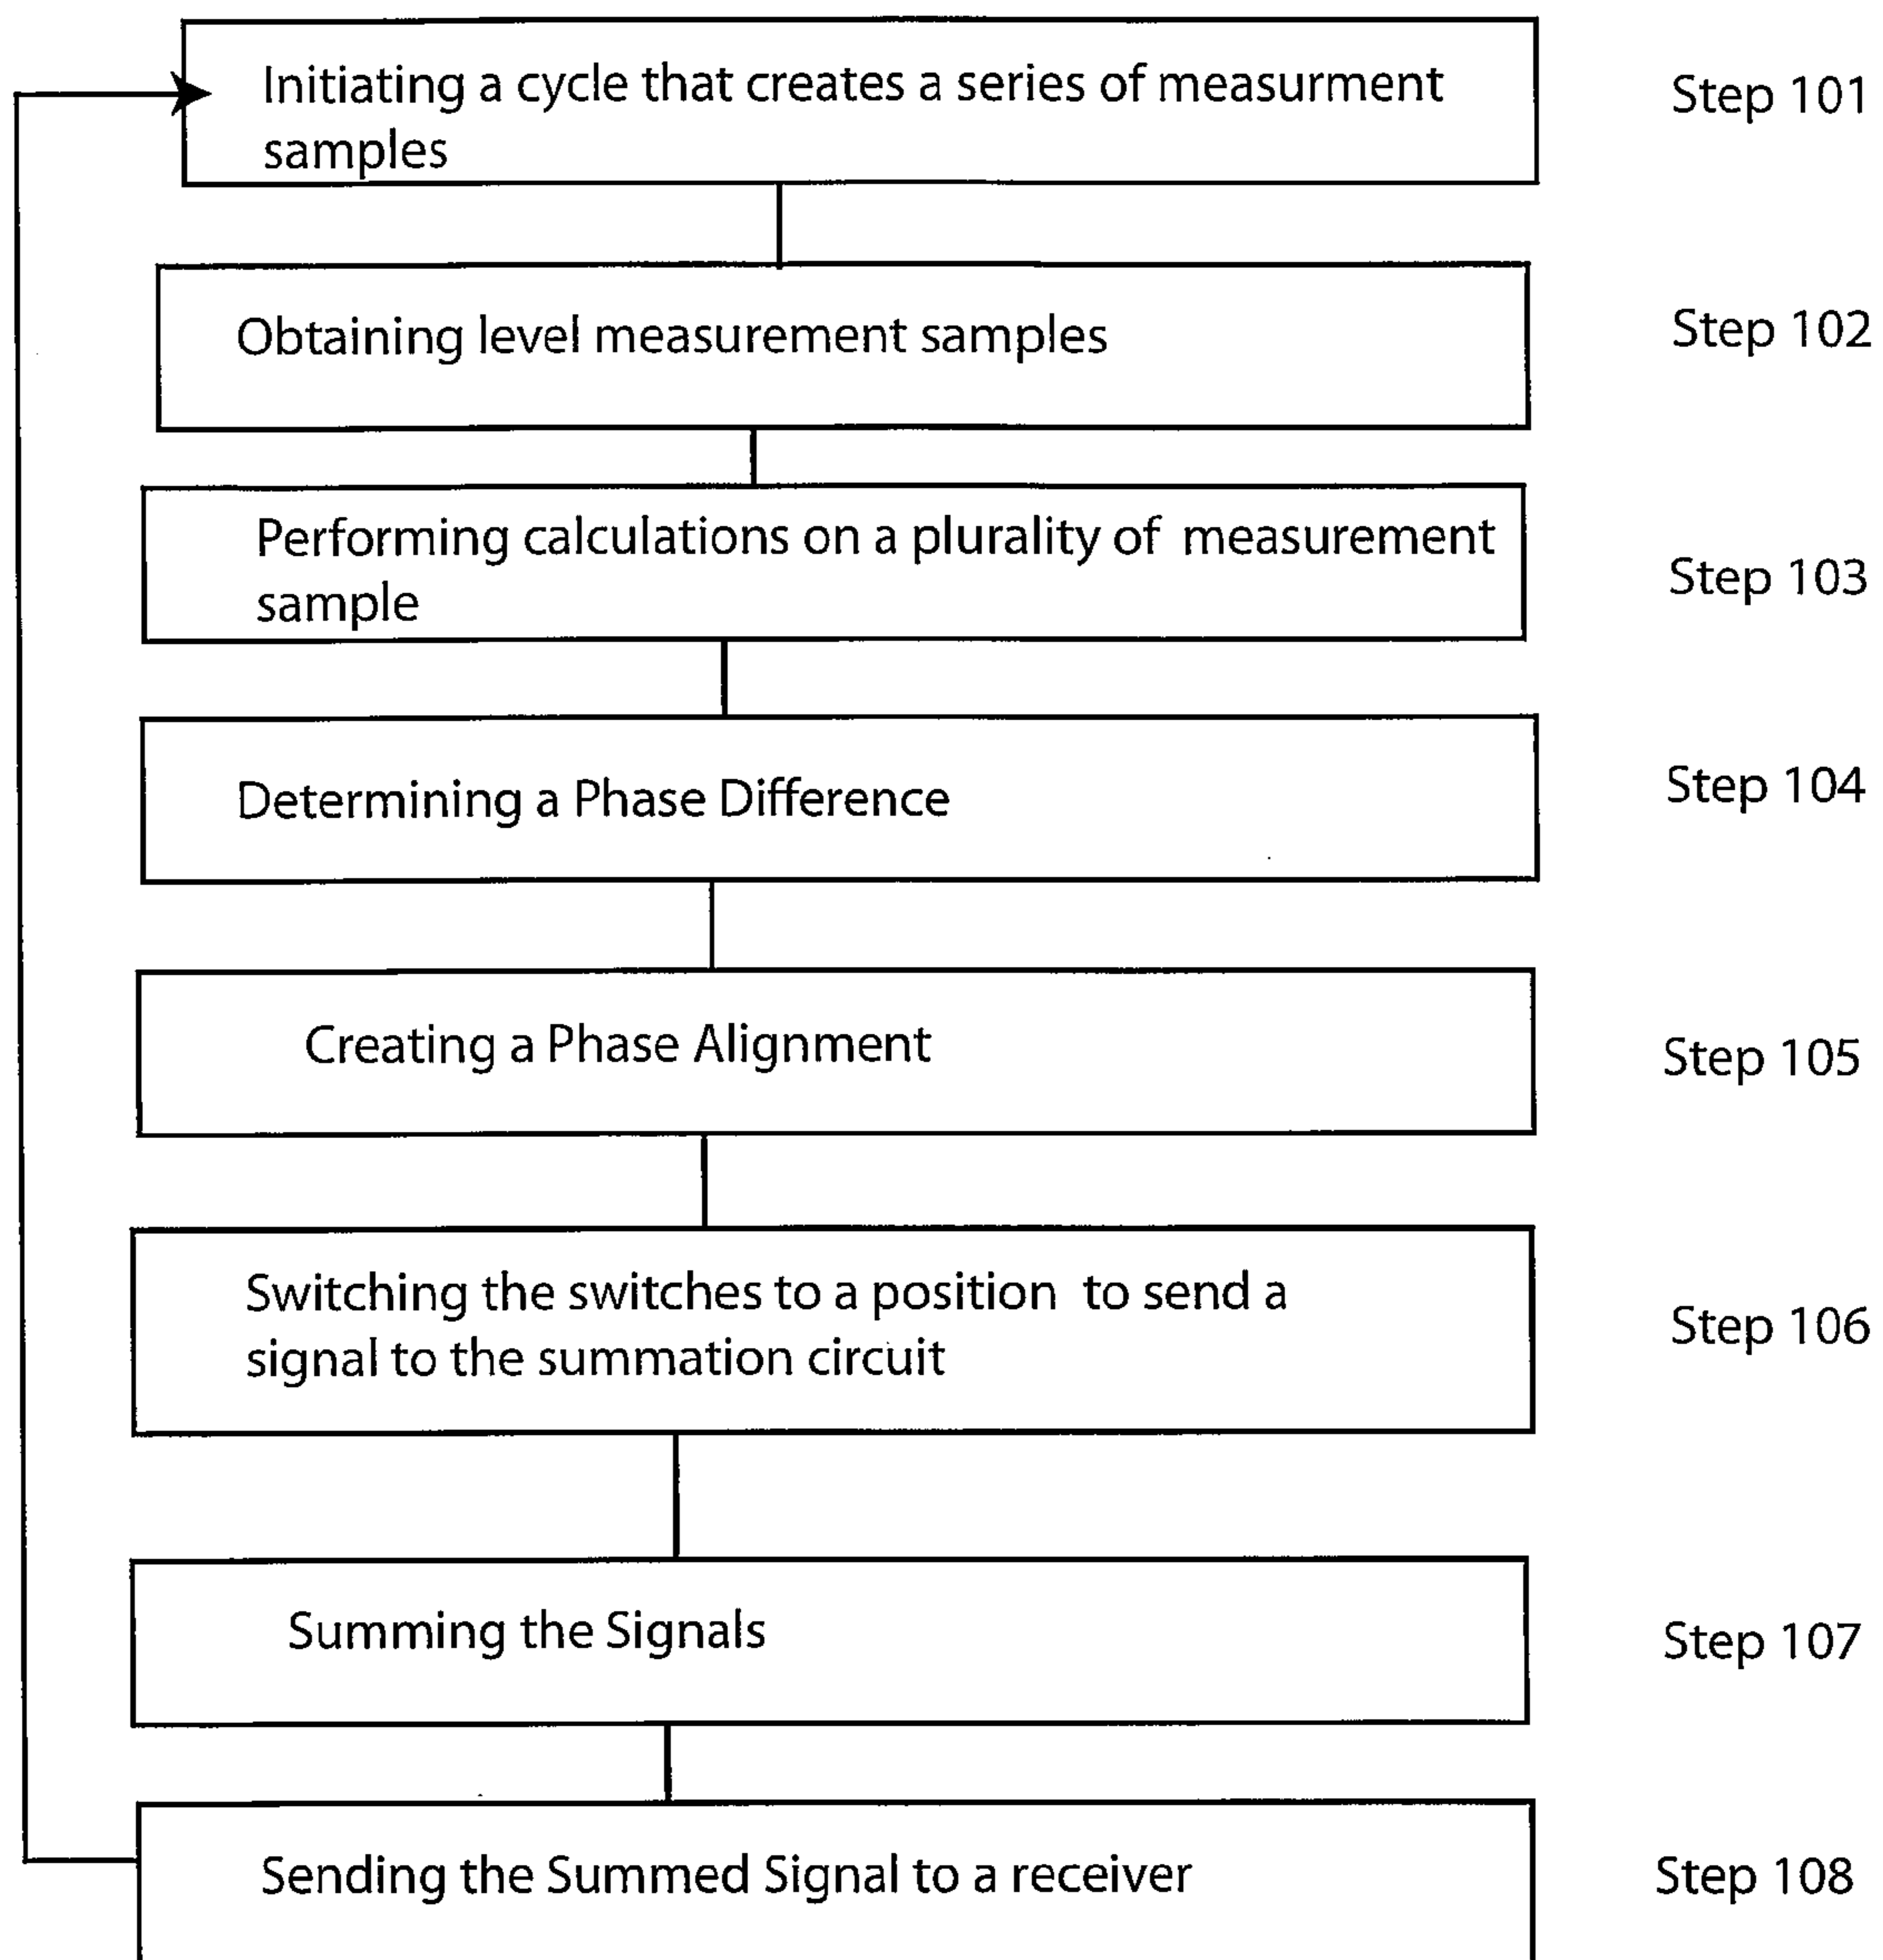 Initiating a cycle that creates a series of measurment
samples
Step 101
Obtaining level measurement samples
Step 102
Performing calculations on a plurality of measurement
sample
Step 103
Determining a Phase Difference
Step 104
Creating a Phase Alignment
Step 105
Switching the switches to a position to send a
signal to the summation circuit
Step 106
Summing the Signals
Step 107
Sending the Summed Signal to a receiver
Step 108